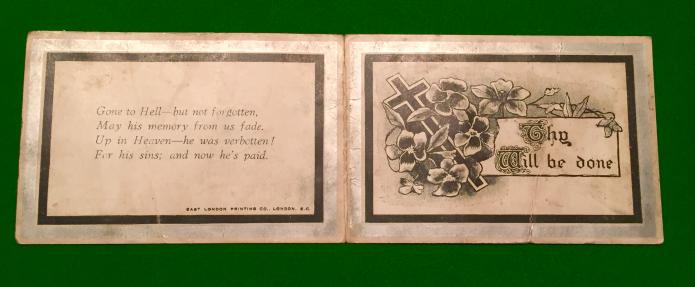 Gone to Hell—but not forgotten,
May his memory from us fade.
Up in Heaven—he was verbotten!
For his sins; and now he's paid.
EAST LONDON PRINTING CO., LONDON, E.C.
Thy
Will be done